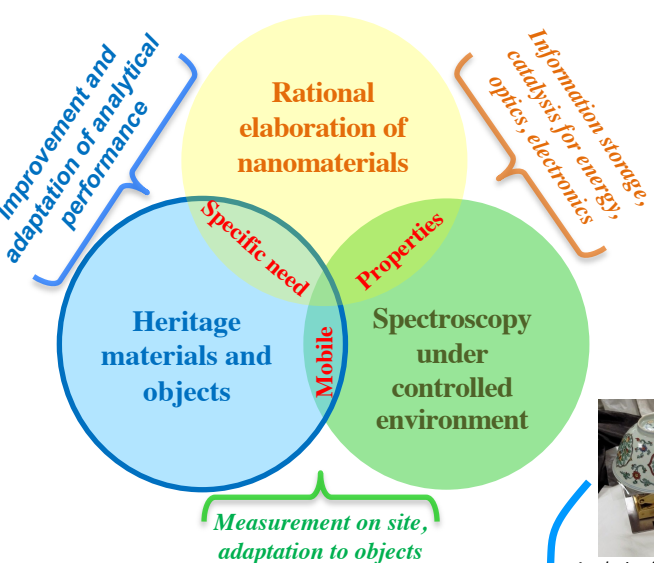 Improvement and
adaptation of analytical
performance
Information storage,
catalysis for energy,
optics, electronics
Rational
elaboration of
nanomaterials
Specific need
Properties
Heritage
materials and
objects
Mobile
Spectroscopy
under
controlled
environment
Measurement on site,
adaptation to objects